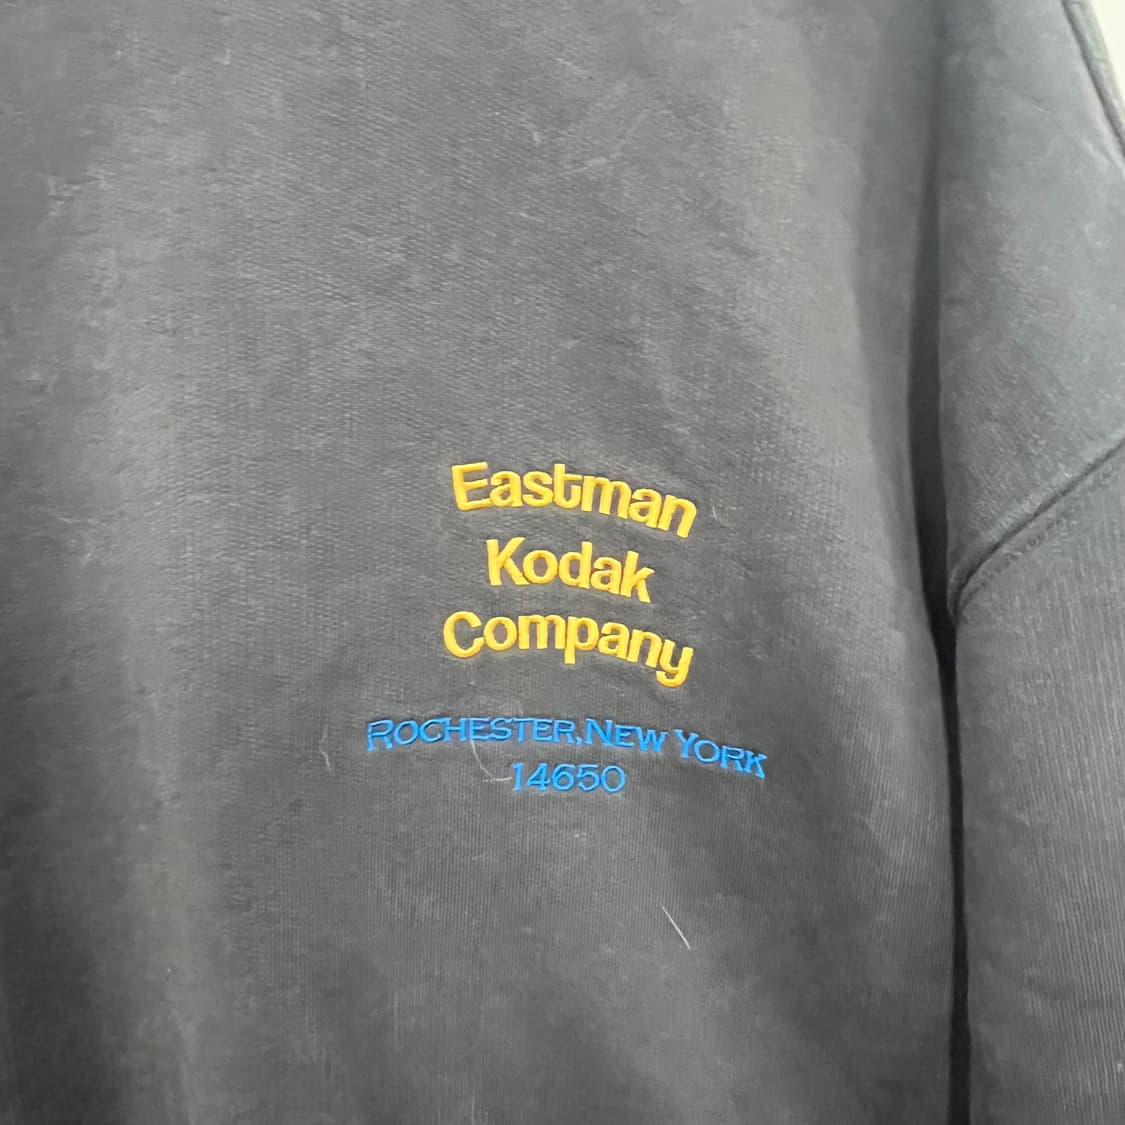 Eastman
Kodak
Company
ROCHESTER, NEW YORK
14650